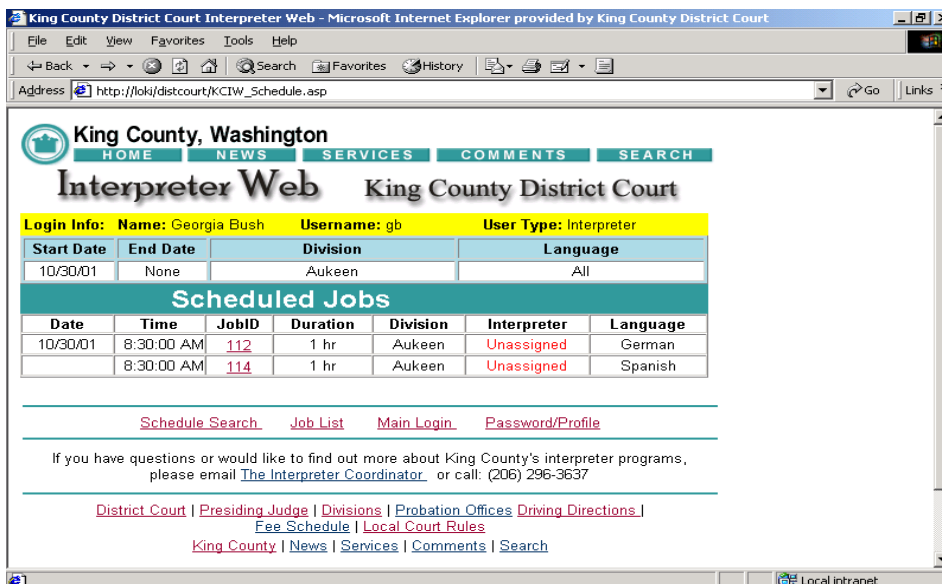 King County District Court Interpreter Web - Microsoft Internet Explorer provided by King County District Court
File Edit View Favorites Tools Help
Back Search Favorites History
Address http://loki/distcourt/KCIW_Schedule.asp Go Links
King County, Washington
HOME NEWS SERVICES COMMENTS SEARCH
Interpreter Web King County District Court
Login Info: Name: Georgia Bush Username: gb User Type: Interpreter
Start Date End Date Division Language
10/30/01 None Aukeen All
Scheduled Jobs
Date Time JobID Duration Division Interpreter Language
10/30/01 8:30:00 AM 112 1 hr Aukeen Unassigned German
8:30:00 AM 114 1 hr Aukeen Unassigned Spanish
Schedule Search Job List Main Login Password/Profile
If you have questions or would like to find out more about King County's interpreter programs,
please email The Interpreter Coordinator or call: (206) 296-3637
District Court | Presiding Judge | Divisions | Probation Offices Driving Directions |
Fee Schedule | Local Court Rules
King County | News | Services | Comments | Search
Local intranet